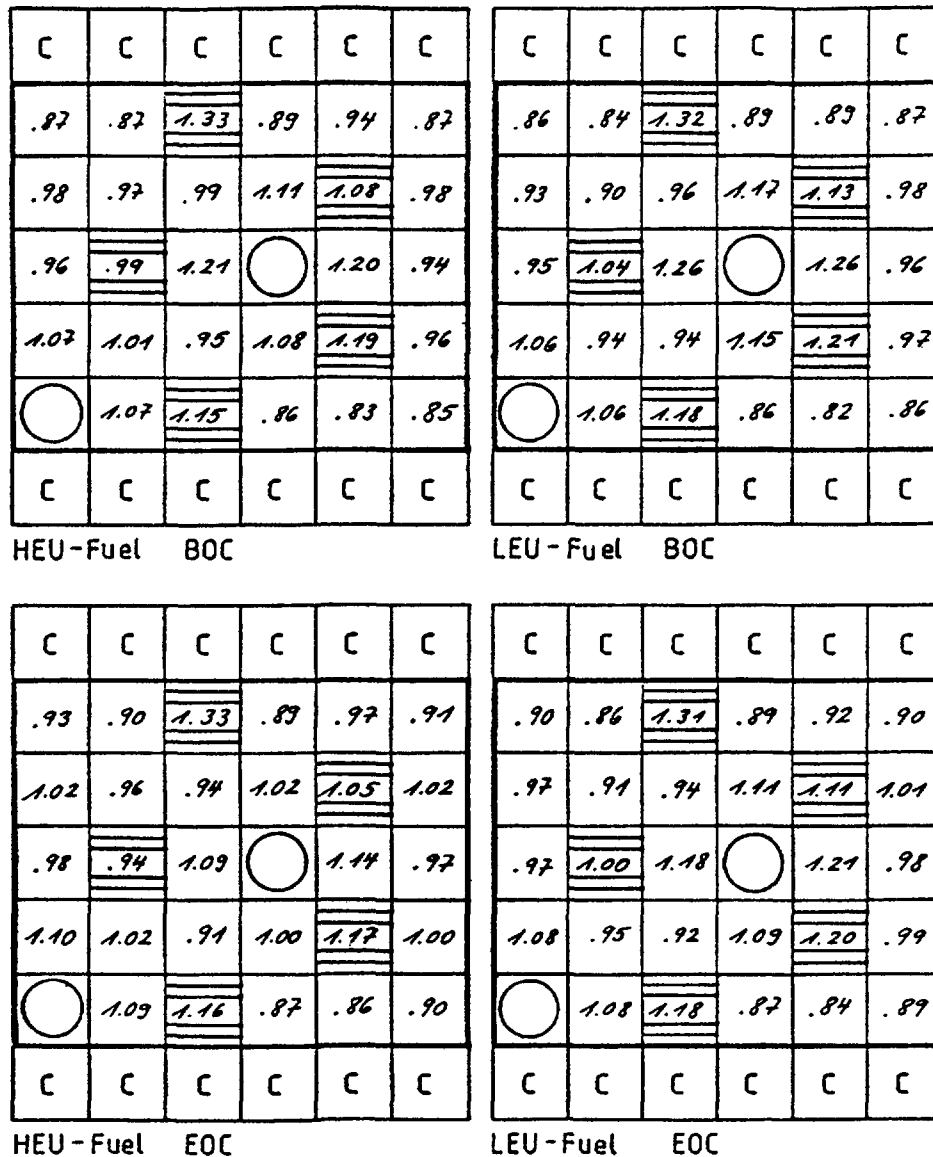 C C C C C C
.87 .87 1.33 .89 .94 .87
.98 .97 .99 1.11 1.08 .98
.96 .99 1.21 1.20 .94
1.07 1.01 .95 1.08 1.19 .96
1.07 1.15 .86 .83 .85
C C C C C C
HEU-Fuel BOC
C C C C C C
.86 .84 1.32 .89 .89 .87
.93 .90 .96 1.17 1.13 .98
.95 1.04 1.26 1.26 .96
1.06 .94 .94 1.15 1.21 .97
1.06 1.18 .86 .82 .86
C C C C C C
LEU-Fuel BOC
C C C C C C
.93 .90 1.33 .89 .97 .91
1.02 .96 .94 1.02 1.05 1.02
.98 .94 1.09 1.14 .97
1.10 1.02 .91 1.00 1.17 1.00
1.09 1.16 .87 .86 .90
C C C C C C
HEU-Fuel EOC
C C C C C C
.90 .86 1.31 .89 .92 .90
.97 .91 .94 1.11 1.11 1.01
.97 1.00 1.18 1.21 .98
1.08 .95 .92 1.09 1.20 .99
1.08 1.18 .87 .84 .89
C C C C C C
LEU-Fuel EOC